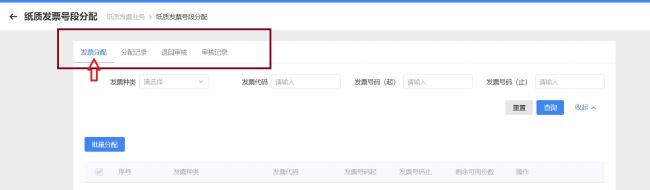 纸质发票号段分配 纸质发票业务 > 纸质发票号段分配
发票分配 分配记录 退回审核 审核记录
发票种类 请选择 发票代码 请输入 发票号码（起） 请输入 发票号码（止） 请输入
重置 查询 收起
批量分配
序号 发票种类 发票代码 发票号码起 发票号码止 剩余可用份数 操作